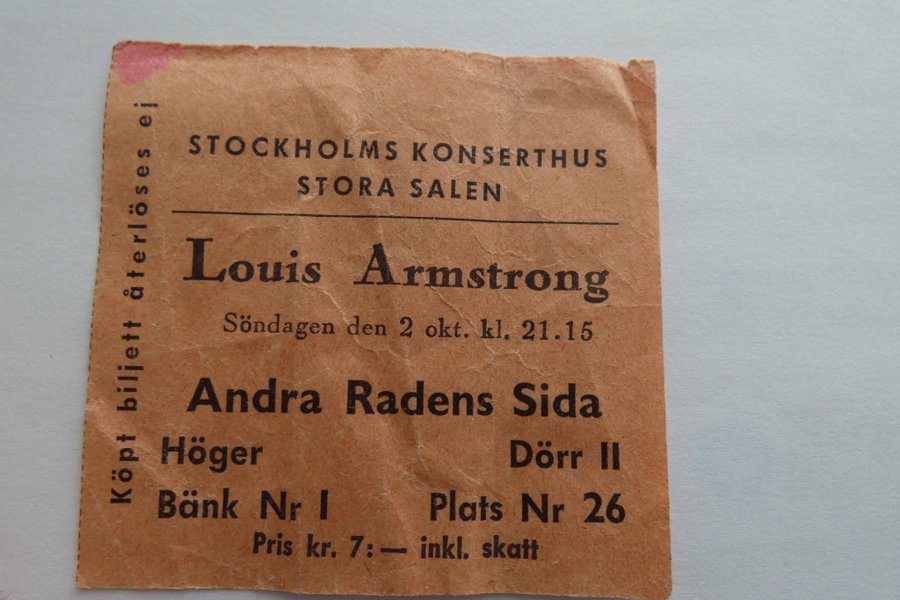 STOCKHOLMS KONSERTHUS
STORA SALEN
Louis Armstrong
Söndagen den 2 okt. kl. 21.15
Andra Radens Sida
Höger Dörr II
Bänk Nr I Plats Nr 26
Pris kr. 7:— inkl. skatt
Köpt biljett återlöses ej